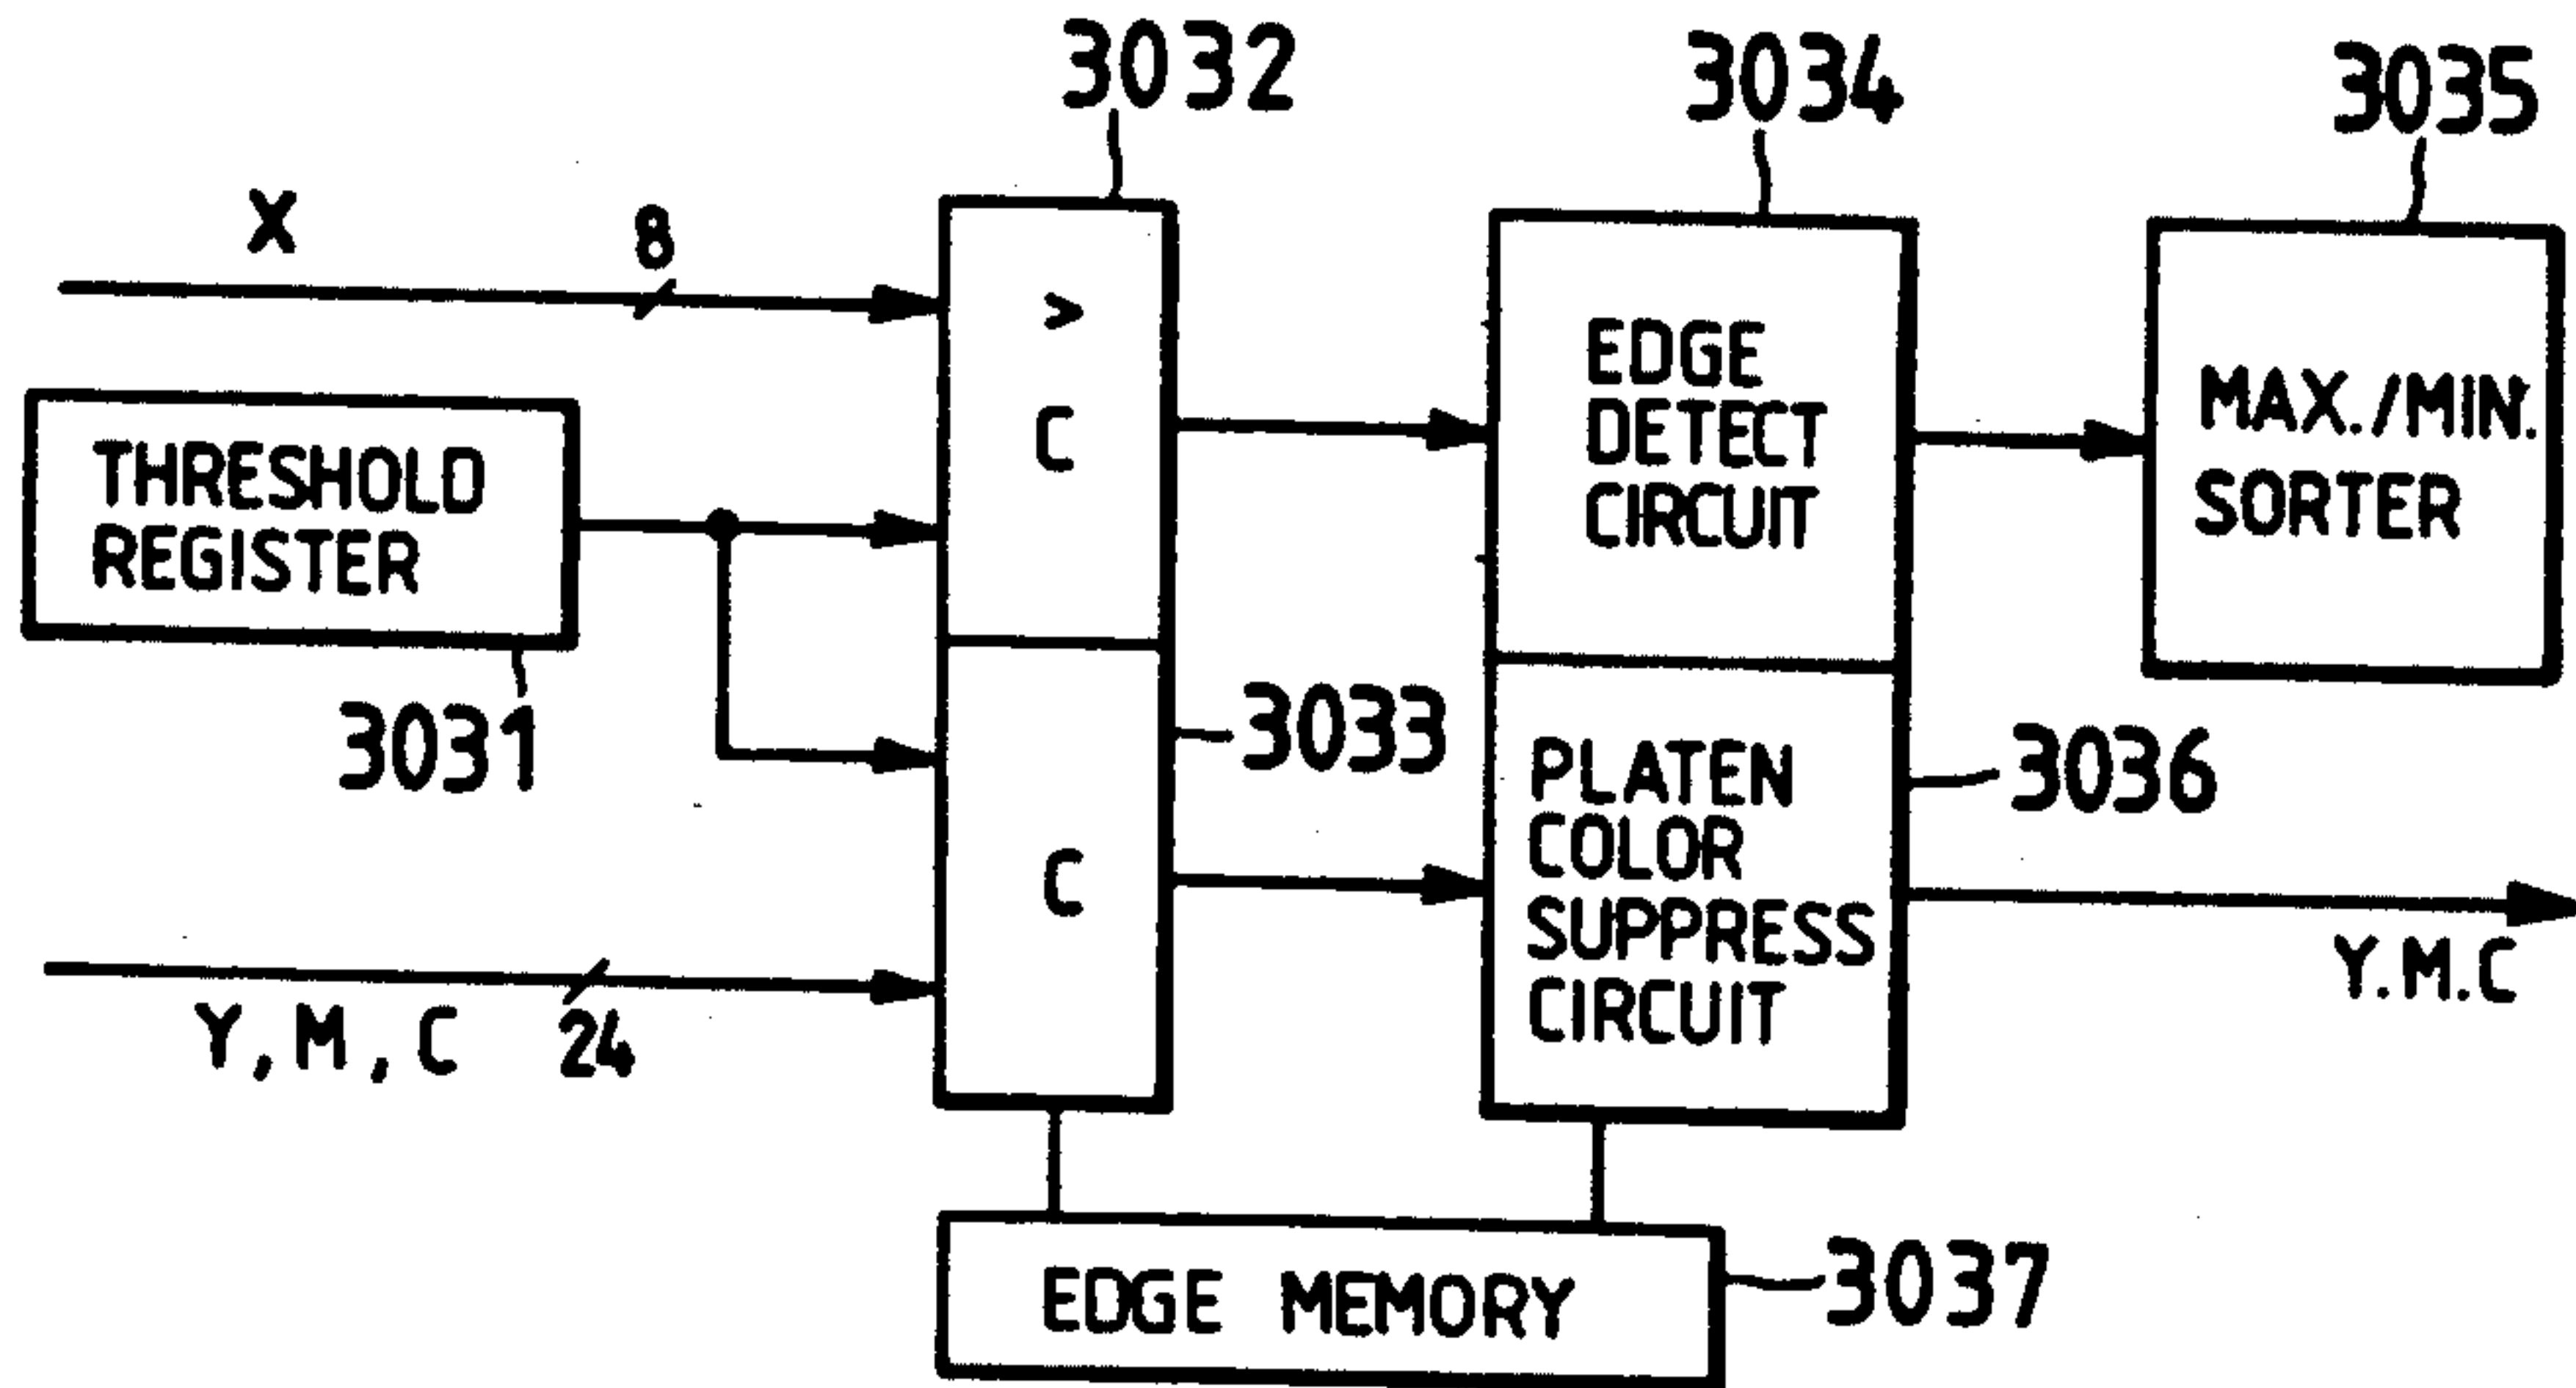 3032
3034
3035
X
8
>
C
EDGE
DETECT
CIRCUIT
MAX./MIN.
SORTER
THRESHOLD
REGISTER
3031
3033
C
PLATEN
COLOR
SUPPRESS
CIRCUIT
3036
Y, M, C
24
Y.M.C
EDGE MEMORY
3037